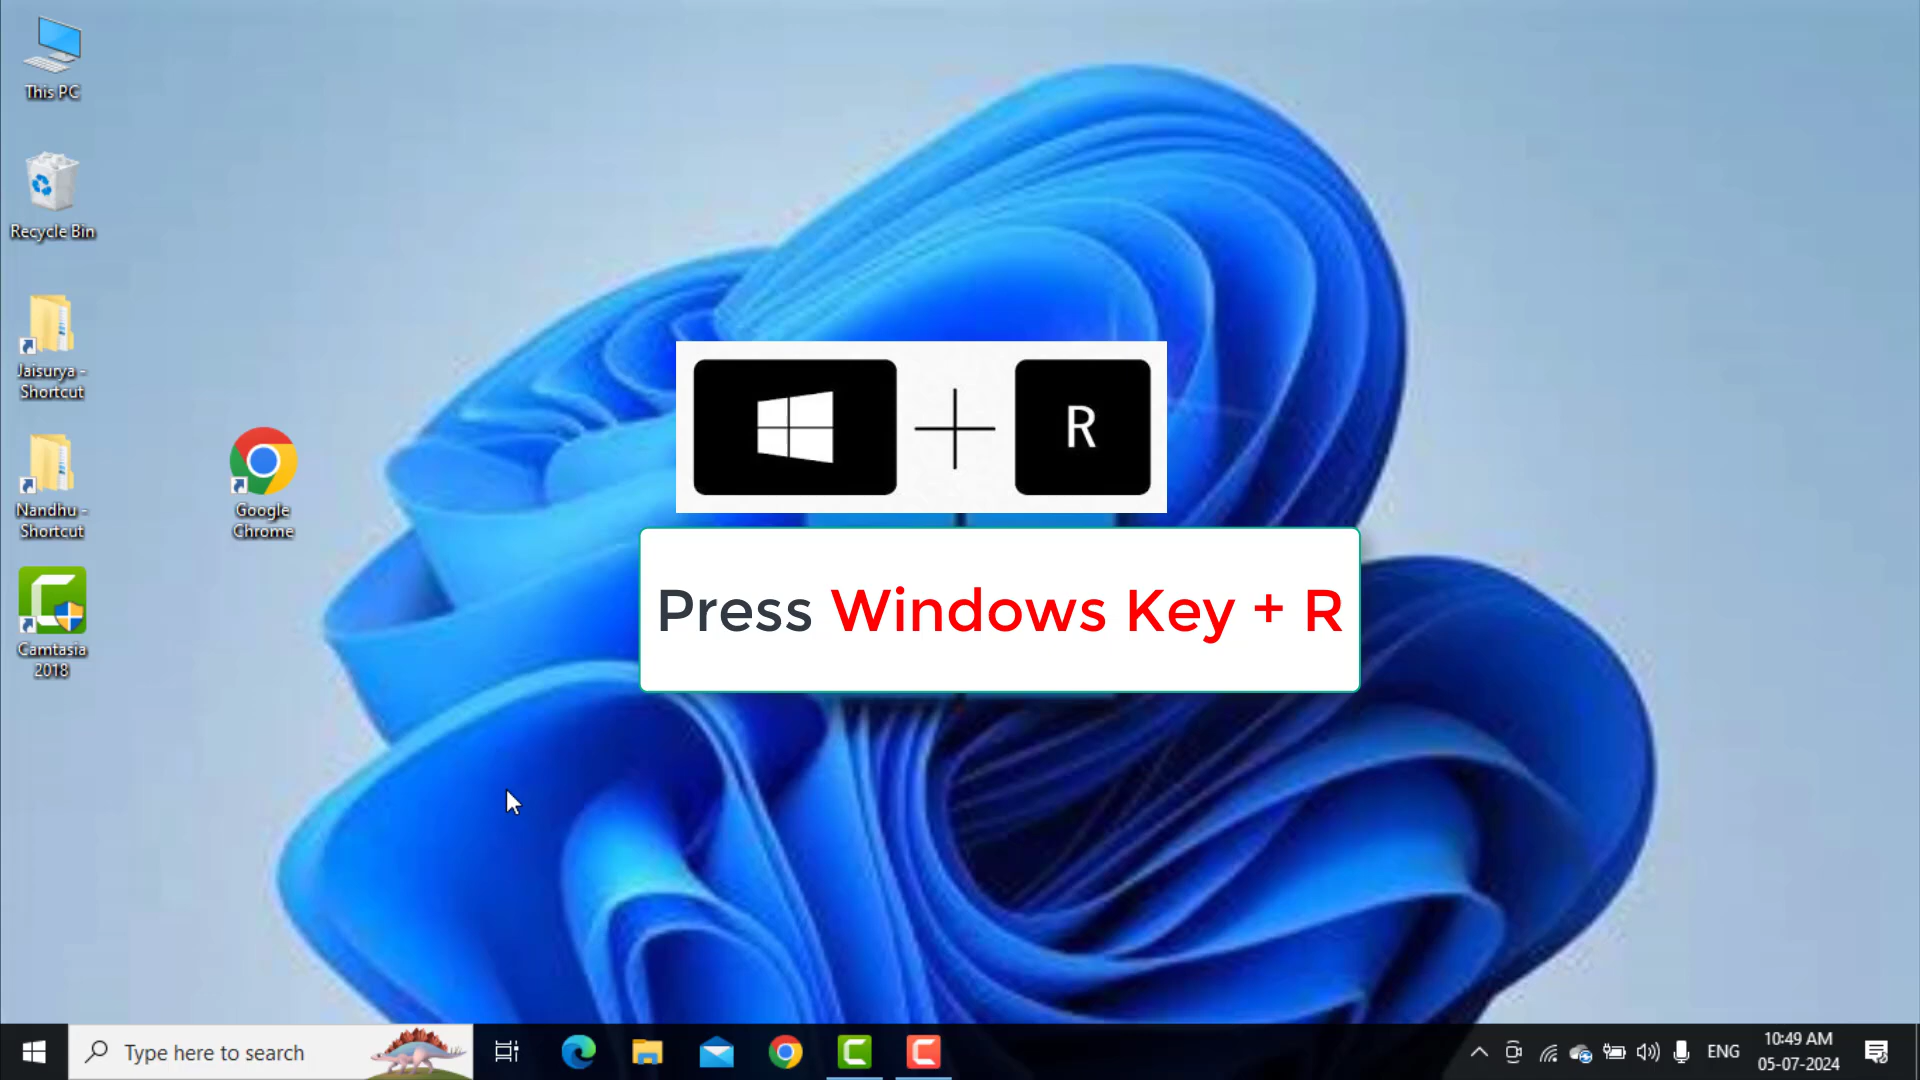 This PC
Recycle Bin
Jaisurya -
Shortcut
Nandhu -
Shortcut
Google
Chrome
Camtasia
2018
R
Press Windows Key + R
Type here to search
ENG
10:49 AM
05-07-2024